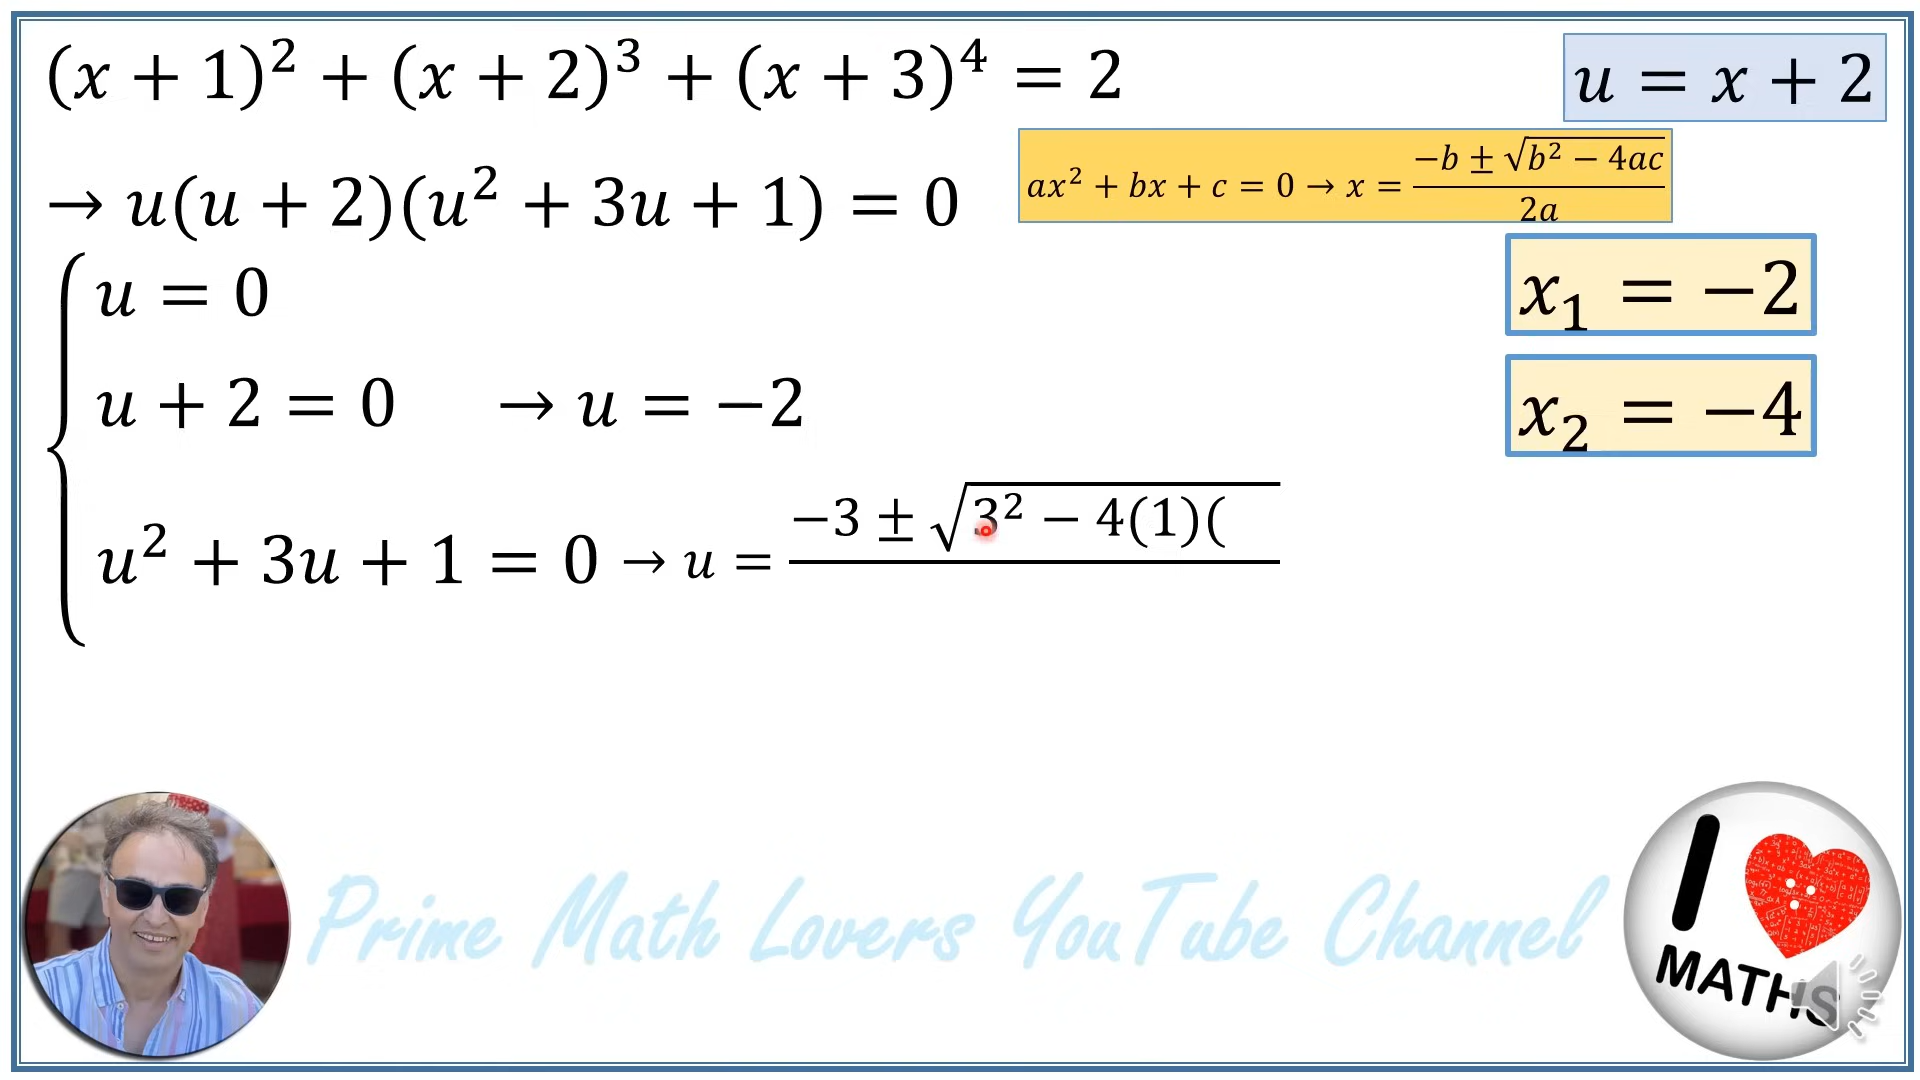 (x + 1)² + (x + 2)³ + (x + 3)⁴ = 2
u = x + 2
→ u(u + 2)(u² + 3u + 1) = 0
ax² + bx + c = 0 → x = (−b ± √(b² − 4ac))/2a
u = 0
x₁ = −2
u + 2 = 0 → u = −2
x₂ = −4
u² + 3u + 1 = 0 → u = −3 ± √3² − 4(1)(
Prime Math Lovers YouTube Channel
I
MATHS